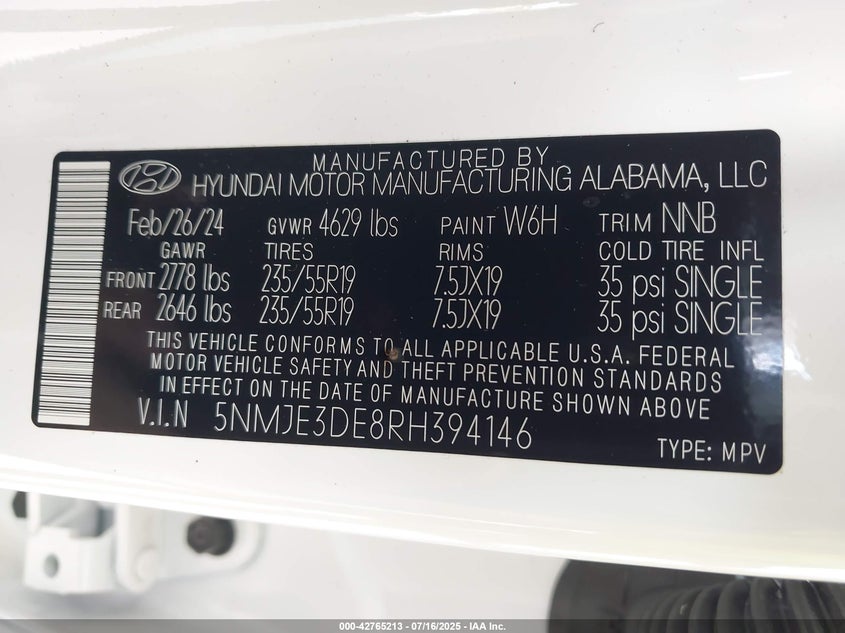 MANUFACTURED BY
HYUNDAI MOTOR MANUFACTURING ALABAMA, LLC
Feb/26/24 GVWR 4629 lbs PAINT W6H TRIM NNB
GAWR TIRES RIMS COLD TIRE INFL
FRONT 2778 lbs 235/55R19 7.5JX19 35 psi SINGLE
REAR 2646 lbs 235/55R19 7.5JX19 35 psi SINGLE
THIS VEHICLE CONFORMS TO ALL APPLICABLE U.S.A. FEDERAL
MOTOR VEHICLE SAFETY AND THEFT PREVENTION STANDARDS
IN EFFECT ON THE DATE OF MANUFACTURE SHOWN ABOVE
V.I.N 5NMJE3DE8RH394146
TYPE: MPV
000-42765213 - 07/16/2025 - IAA Inc.